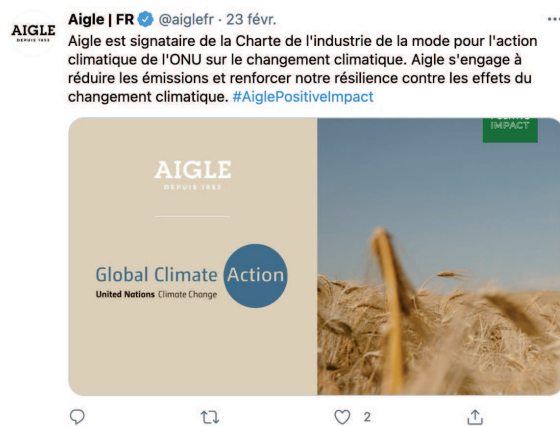 Aigle | FR @aiglefr · 23 févr.
Aigle est signataire de la Charte de l'industrie de la mode pour l'action
climatique de l'ONU sur le changement climatique. Aigle s'engage à
réduire les émissions et renforcer notre résilience contre les effets du
changement climatique. #AiglePositiveImpact
AIGLE
DEPUIS 1853
AIGLE
DEPUIS 1853
Global Climate Action
United Nations Climate Change
IMPACT
2